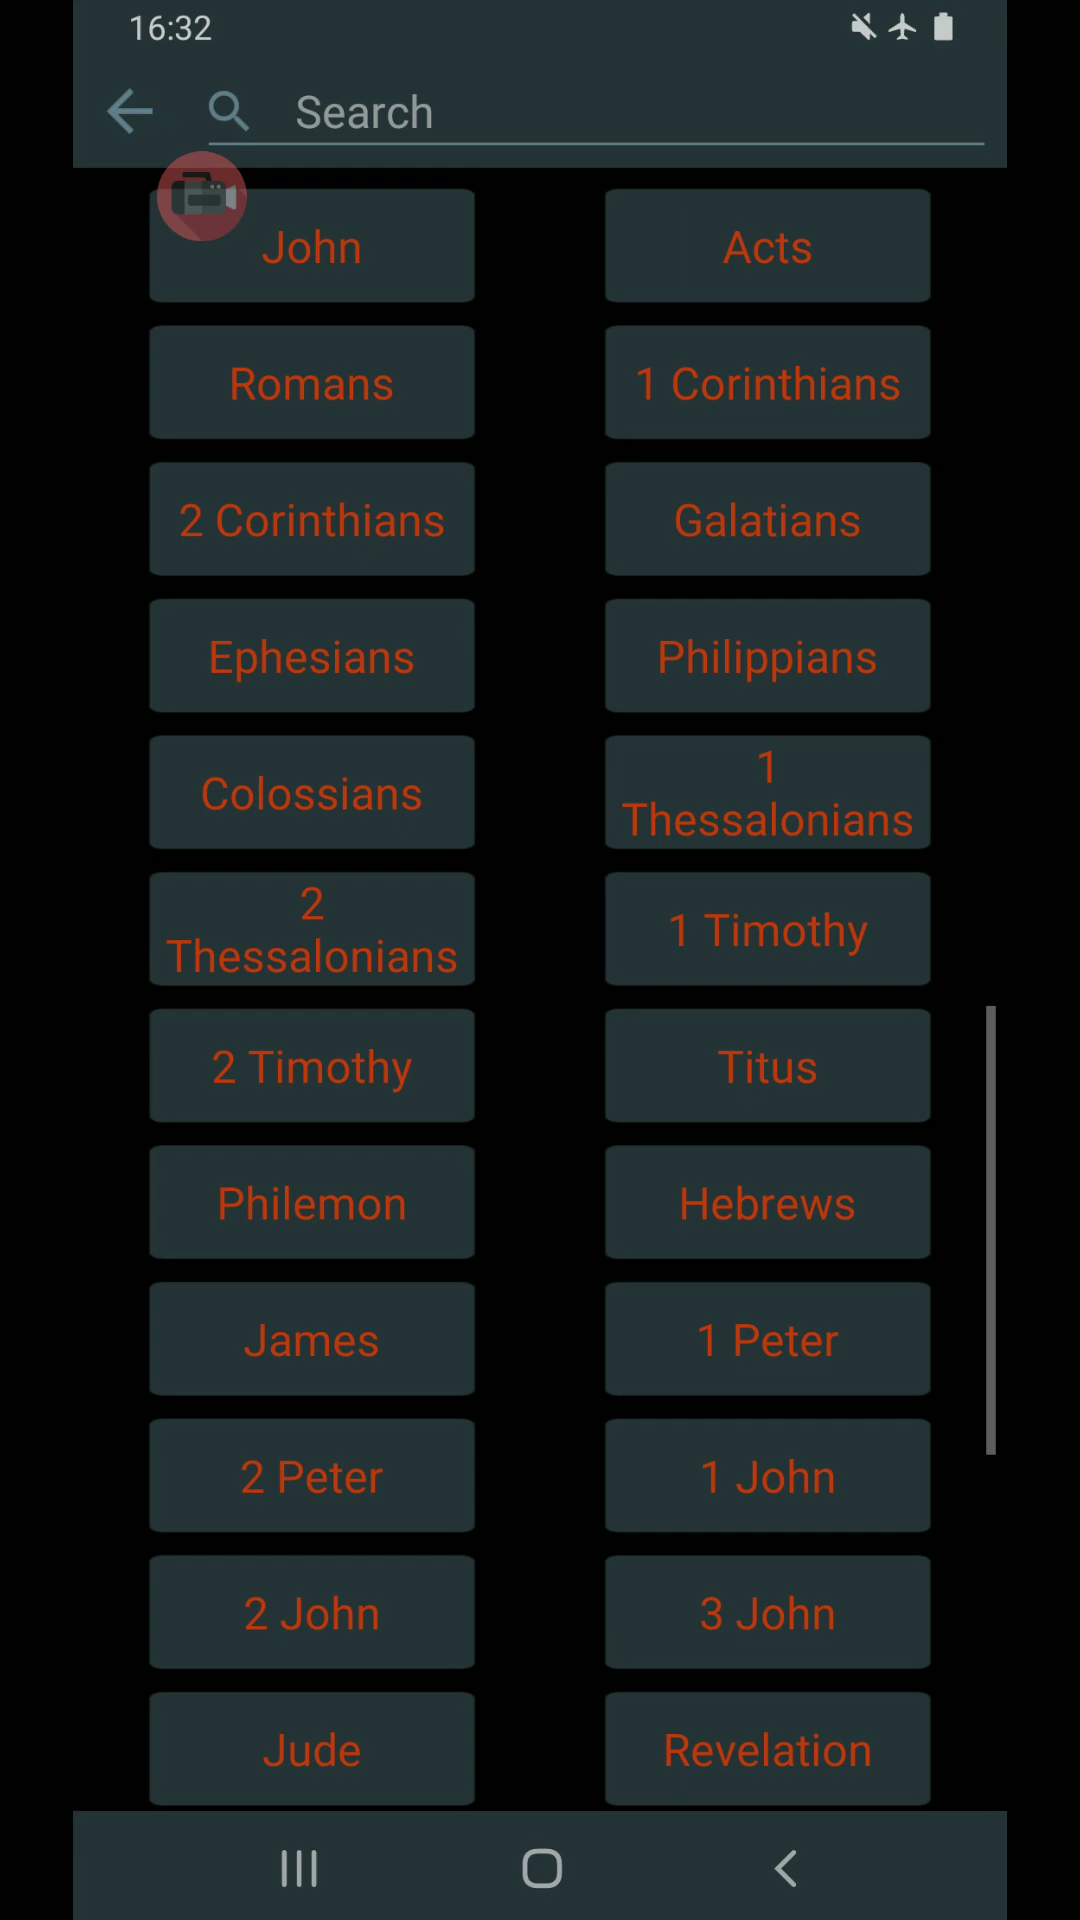 16:32
Search
John
Acts
Romans
1 Corinthians
2 Corinthians
Galatians
Ephesians
Philippians
Colossians
1
Thessalonians
2
Thessalonians
1 Timothy
2 Timothy
Titus
Philemon
Hebrews
James
1 Peter
2 Peter
1 John
2 John
3 John
Jude
Revelation